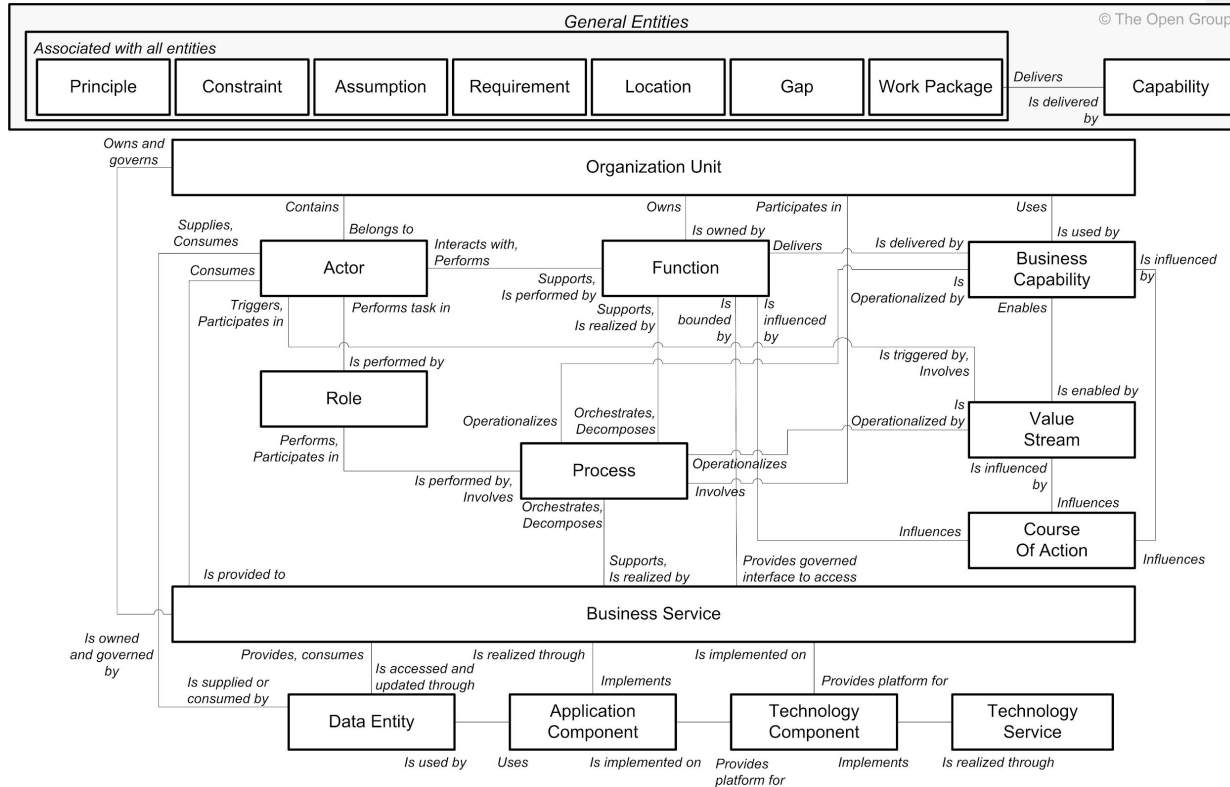 General Entities
© The Open Group
Associated with all entities
Principle
Constraint
Assumption
Requirement
Location
Gap
Work Package
Delivers
Is delivered
by
Capability
Owns and
governs
Organization Unit
Contains
Owns
Participates in
Uses
Supplies,
Consumes
Belongs to
Is owned by
Is used by
Actor
Interacts with,
Performs
Function
Delivers
Is delivered by
Business
Capability
Is influenced
by
Consumes
Supports,
Is performed by
Is
Operationalized by
Triggers,
Participates in
Performs task in
Supports,
Is realized by
Is
bounded
by
Is
influenced
by
Enables
Is performed by
Is triggered by,
Involves
Role
Is enabled by
Operationalizes
Orchestrates,
Decomposes
Is
Operationalized by
Value
Stream
Performs,
Participates in
Process
Operationalizes
Is influenced
by
Is performed by,
Involves
Involves
Orchestrates,
Decomposes
Influences
Influences
Course
Of Action
Influences
Is provided to
Supports,
Is realized by
Provides governed
interface to access
Business Service
Is owned
and governed
by
Provides, consumes
Is accessed and
updated through
Is realized through
Is implemented on
Is supplied or
consumed by
Implements
Provides platform for
Data Entity
Application
Component
Technology
Component
Technology
Service
Is used by
Uses
Is implemented on
Provides
platform for
Implements
Is realized through